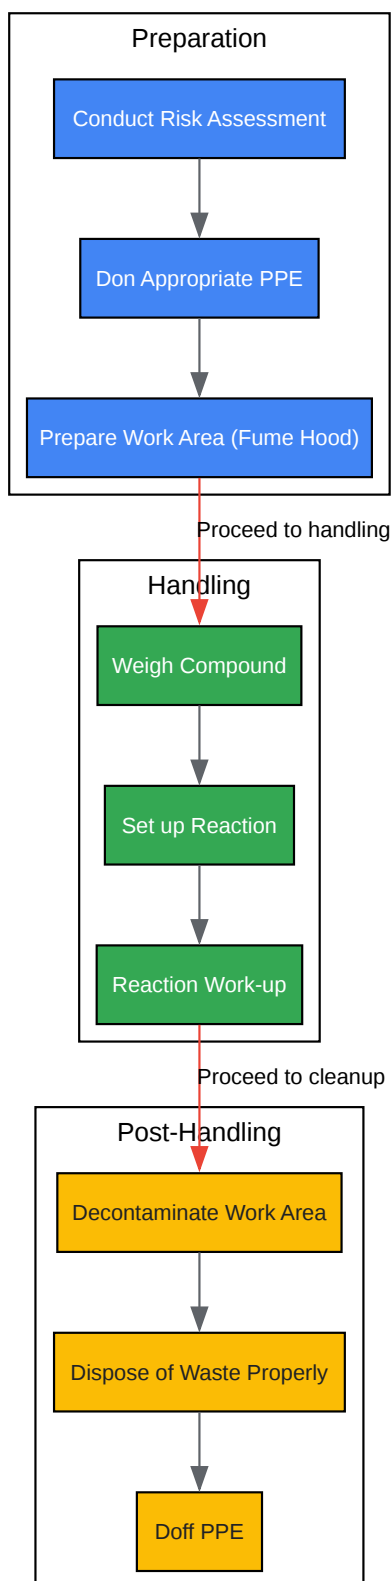 Preparation
Conduct Risk Assessment
Don Appropriate PPE
Prepare Work Area (Fume Hood)
Proceed to handling
Handling
Weigh Compound
Set up Reaction
Reaction Work-up
Proceed to cleanup
Post-Handling
Decontaminate Work Area
Dispose of Waste Properly
Doff PPE